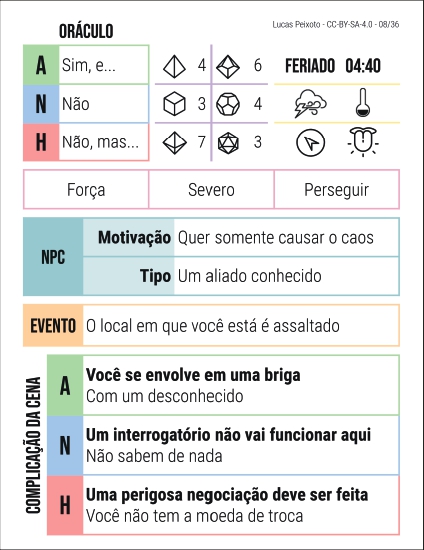 Lucas Peixoto - CC-BY-SA-4.0 - 08/36
ORÁCULO
A Sim, e...
N Não
H Não, mas...
4 6
3 4
7 3
FERIADO 04:40
Força Severo Perseguir
NPC
Motivação Quer somente causar o caos
Tipo Um aliado conhecido
EVENTO O local em que você está é assaltado
COMPLICAÇÃO DA CENA
A
Você se envolve em uma briga
Com um desconhecido
N
Um interrogatório não vai funcionar aqui
Não sabem de nada
H
Uma perigosa negociação deve ser feita
Você não tem a moeda de troca